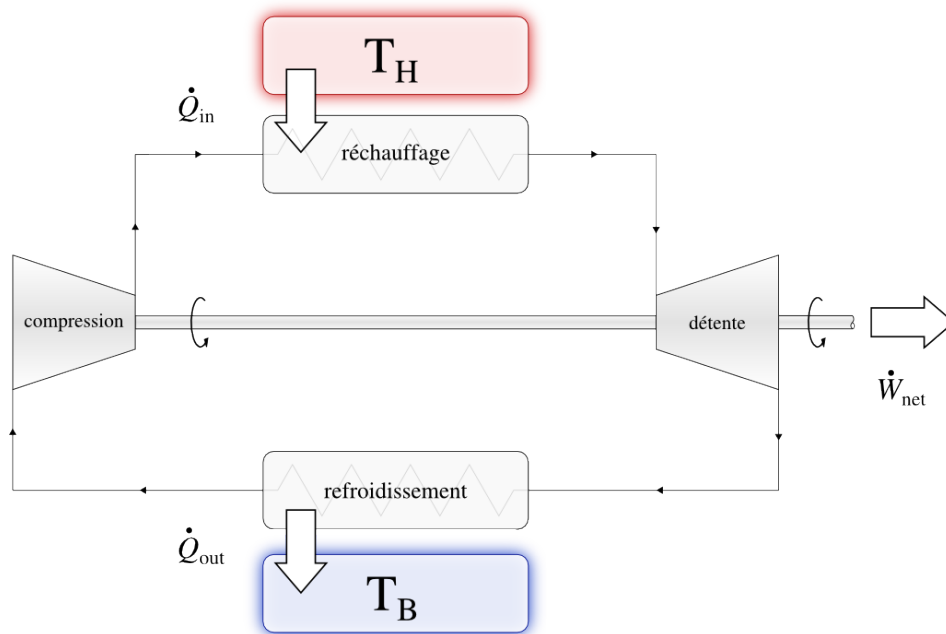 T_H
Q̇_in
réchauffage
compression
détente
Ẇ_net
refroidissement
Q̇_out
T_B